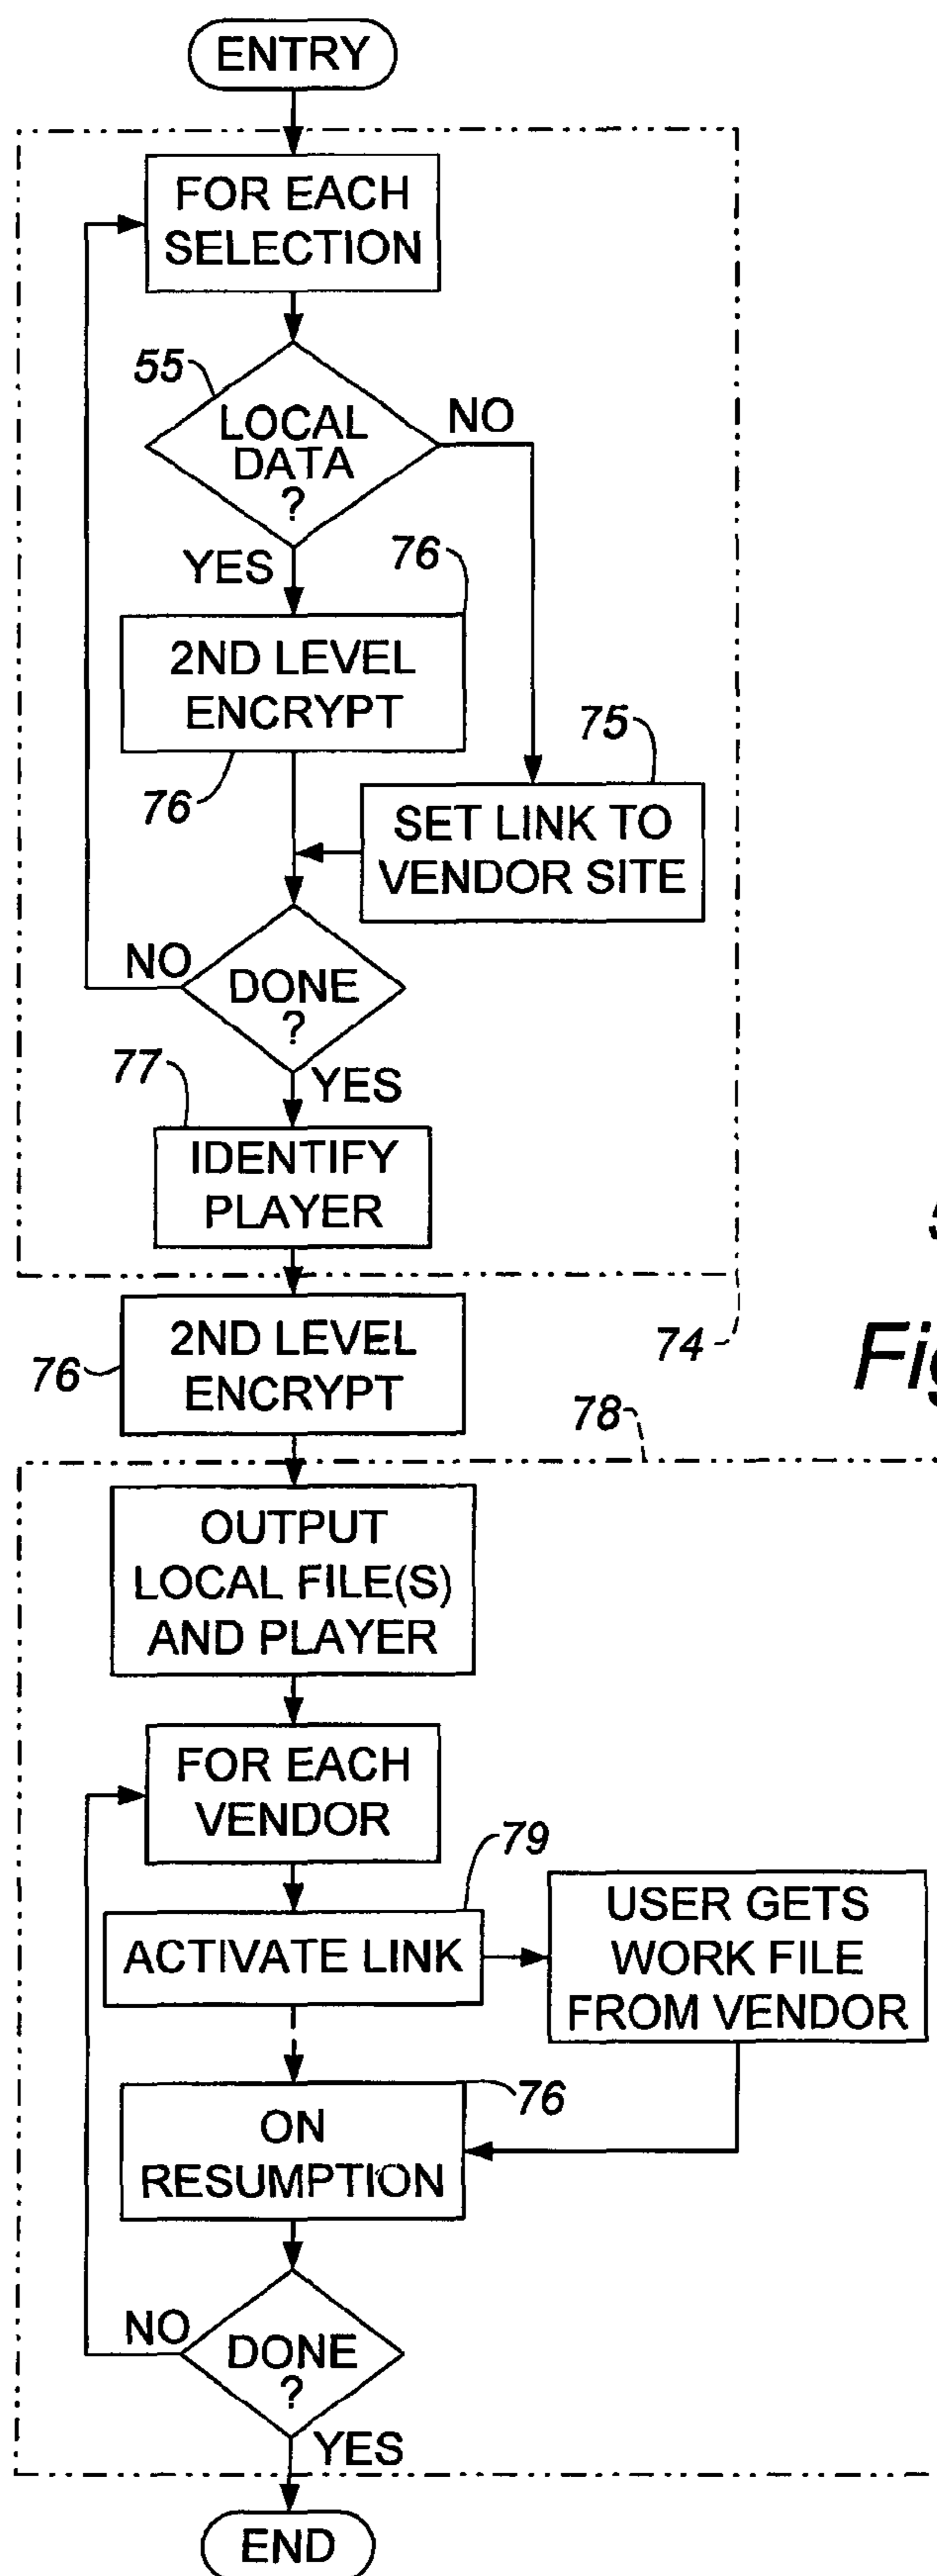 ENTRY
FOR EACH
SELECTION
55
LOCAL
DATA
?
NO
YES
76
2ND LEVEL
ENCRYPT
76
75
SET LINK TO
VENDOR SITE
NO
DONE
?
YES
77
IDENTIFY
PLAYER
74
76
2ND LEVEL
ENCRYPT
Fig
78
OUTPUT
LOCAL FILE(S)
AND PLAYER
FOR EACH
VENDOR
79
ACTIVATE LINK
USER GETS
WORK FILE
FROM VENDOR
76
ON
RESUMPTION
NO
DONE
?
YES
END